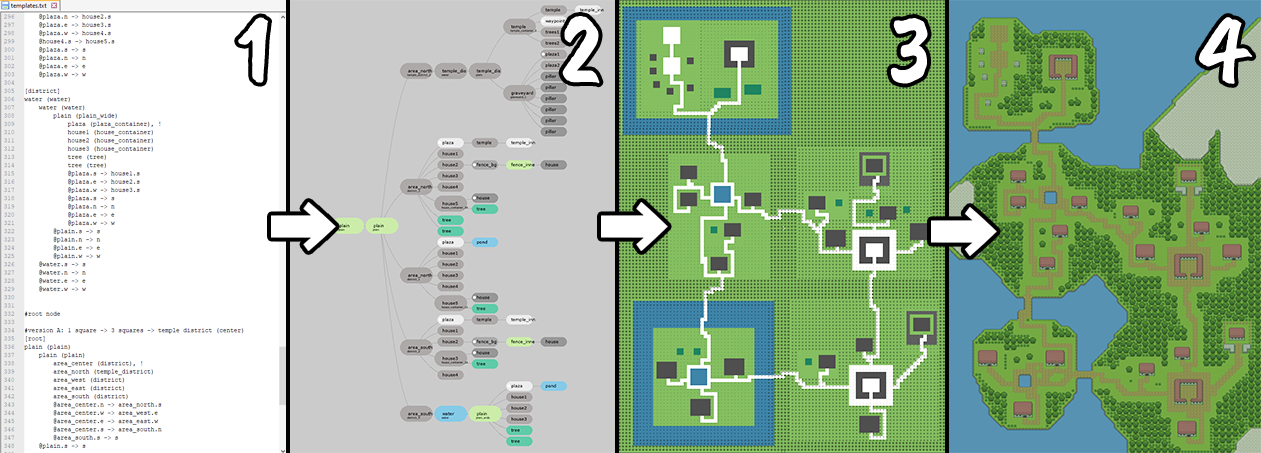 templates.txt
1
296 @plaza.n -> house2.s
297 @plaza.e -> house3.s
298 @plaza.w -> house4.s
299 @house4.s -> house5.s
300 @plaza.s -> s
301 @plaza.n -> n
302 @plaza.e -> e
303 @plaza.w -> w
304
305 [district]
306 water (water)
307 water (water)
308 plain (plain_wide)
309 plaza (plaza_container), !
310 house1 (house_container)
311 house2 (house_container)
312 house3 (house_container)
313 tree (tree)
314 tree (tree)
315 @plaza.s -> house1.s
316 @plaza.n -> house2.s
317 @plaza.w -> house3.s
318 @plaza.s -> s
319 @plaza.n -> n
320 @plaza.e -> e
321 @plaza.w -> w
322 @plain.s -> s
323 @plain.n -> n
324 @plain.e -> e
325 @plain.w -> w
326 @water.s -> s
327 @water.n -> n
328 @water.e -> e
329 @water.w -> w
330
331
332 #root node
333
334 #version A: 1 square -> 3 squares -> temple district (center)
335 [root]
336 plain (plain)
337 plain (plain)
338 area_center (district), !
339 area_north (temple_district)
340 area_west (district)
341 area_east (district)
342 area_south (district)
343 @area_center.n -> area_north.s
344 @area_center.w -> area_west.e
345 @area_center.e -> area_east.w
346 @area_center.s -> area_south.n
347 @area_south.s -> s
348 @plain.s -> s
2
plain
plain
area_north
temple_di
temple_di
temple
temple
temple_inn
waypoint
trees1
trees2
plaza1
plaza2
graveyard
pillar
pillar
pillar
pillar
pillar
pillar
area_north
plaza
temple
temple_inn
house1
house2
fence_bg
fence_inne
house
house3
house4
house5
house
tree
tree
tree
area_north
plaza
pond
house1
house2
house3
house4
house5
house
tree
area_south
plaza
temple
temple_inn
house1
house2
fence_bg
fence_inne
house
house3
house
tree
house4
area_south
water
plain
plaza
pond
house1
house2
house3
tree
tree
3
4